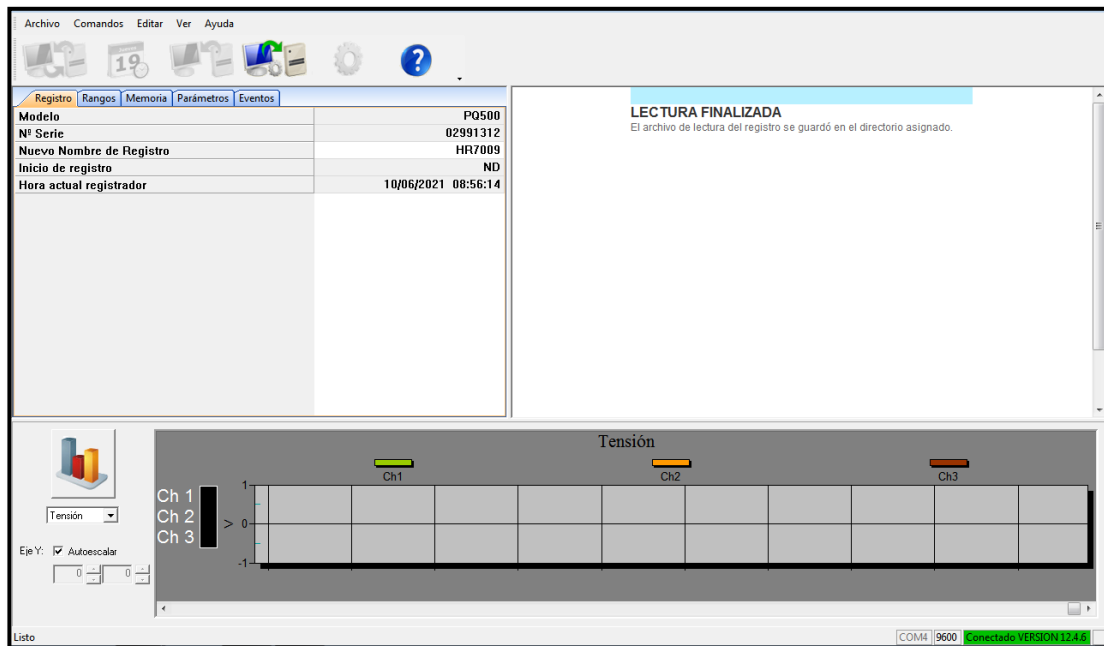 Archivo Comandos Editar Ver Ayuda
19
?
Registro Rangos Memoria Parámetros Eventos
Modelo PQ500
Nº Serie 02991312
Nuevo Nombre de Registro HR7009
Inicio de registro ND
Hora actual registrador 10/06/2021 08:56:14
LECTURA FINALIZADA
El archivo de lectura del registro se guardó en el directorio asignado.
Tensión
Ch1 Ch2 Ch3
Ch 1
Ch 2
Ch 3
V
1
0
-1
Tensión
Eje Y: Autoescalar
0 0
Listo COM4 9600 Conectado VERSION 12.4.6